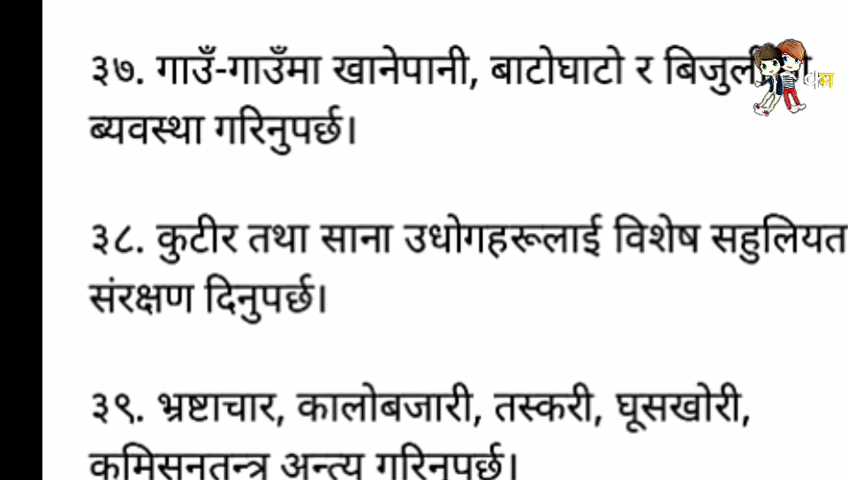 ३७. गाउँ-गाउँमा खानेपानी, बाटोघाटो र
ब्यवस्था गरिनुपर्छ।
३८. कुटीर तथा साना उधोगहरूलाई विशेष सहुलियत
संरक्षण दिनुपर्छ।
३९. भ्रष्टाचार, कालोबजारी, तस्करी, घूसखोरी,
कमिसनतन्त्र अन्त्य गरिनुपर्छ।